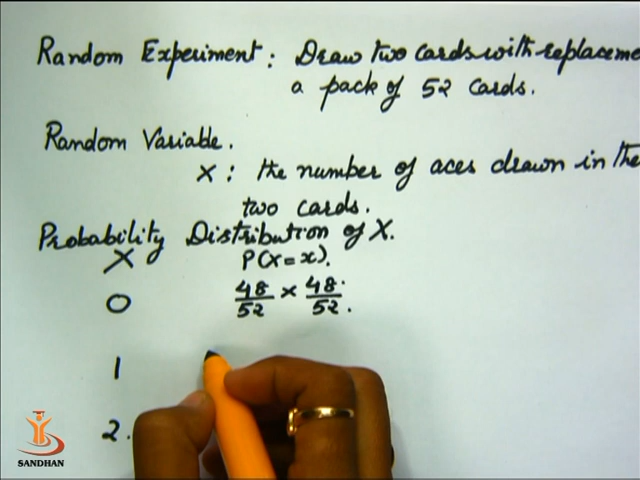 Random Experiment: Draw two cards with replaceme
a pack of 52 cards.
Random Variable.
X: the number of aces drawn in the
two cards.
Probability Distribution of X.
X P(X=x).
0 48/52 × 48/52.
1
2.
SANDHAN